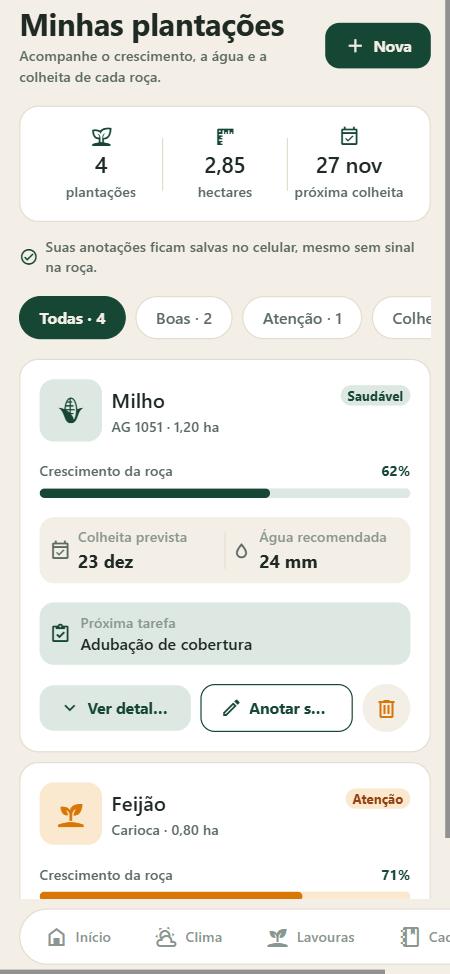 Minhas plantações
Acompanhe o crescimento, a água e a
colheita de cada roça.
Nova
4
plantações
2,85
hectares
27 nov
próxima colheita
Suas anotações ficam salvas no celular, mesmo sem sinal
na roça.
Todas · 4
Boas · 2
Atenção · 1
Colhe
Milho
AG 1051 · 1,20 ha
Saudável
Crescimento da roça
62%
Colheita prevista
23 dez
Água recomendada
24 mm
Próxima tarefa
Adubação de cobertura
Ver detal...
Anotar s...
Feijão
Carioca · 0,80 ha
Atenção
Crescimento da roça
71%
Início
Clima
Lavouras
Cad